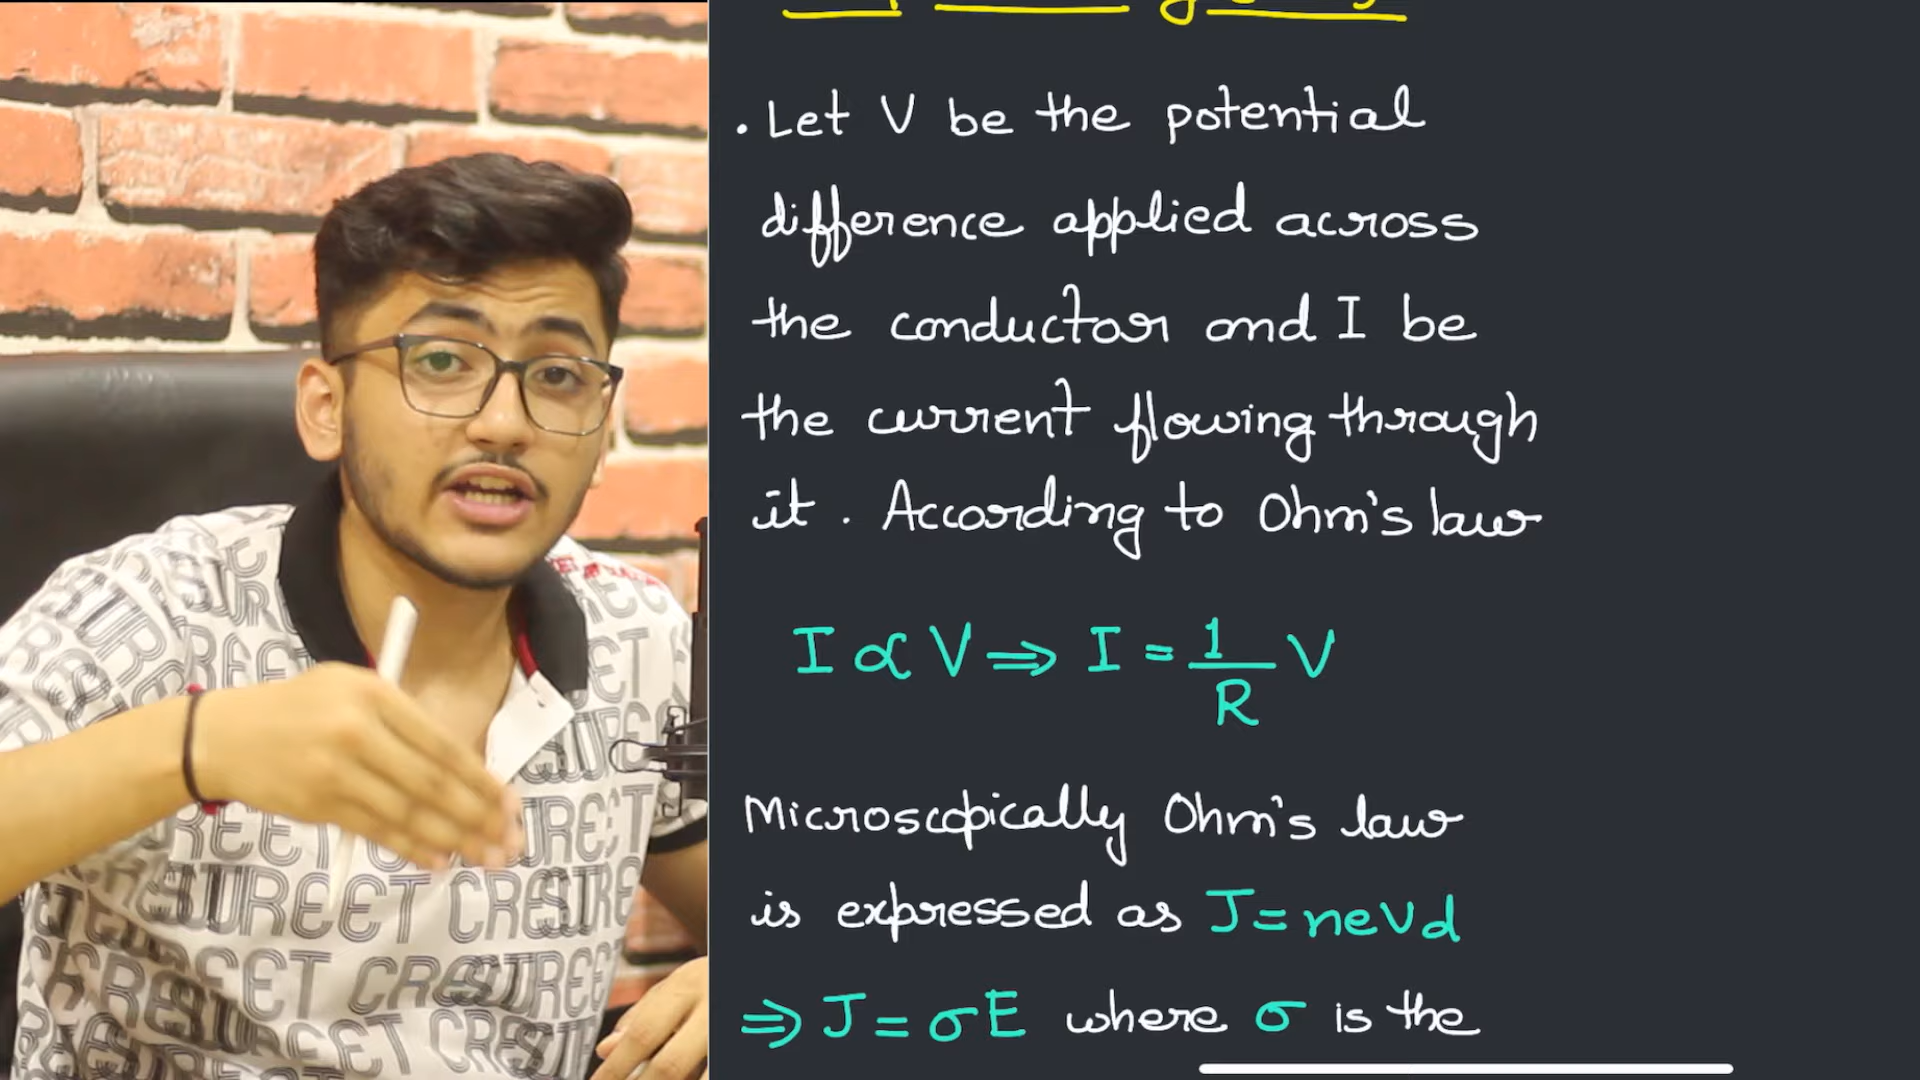 . Let V be the potential
difference applied across
the conductor and I be
the current flowing through
it. According to Ohm's law
I ∝ V ⇒ I = 1/R V
Microscopically Ohm's law
is expressed as J = neVd
⇒ J = σE where σ is the